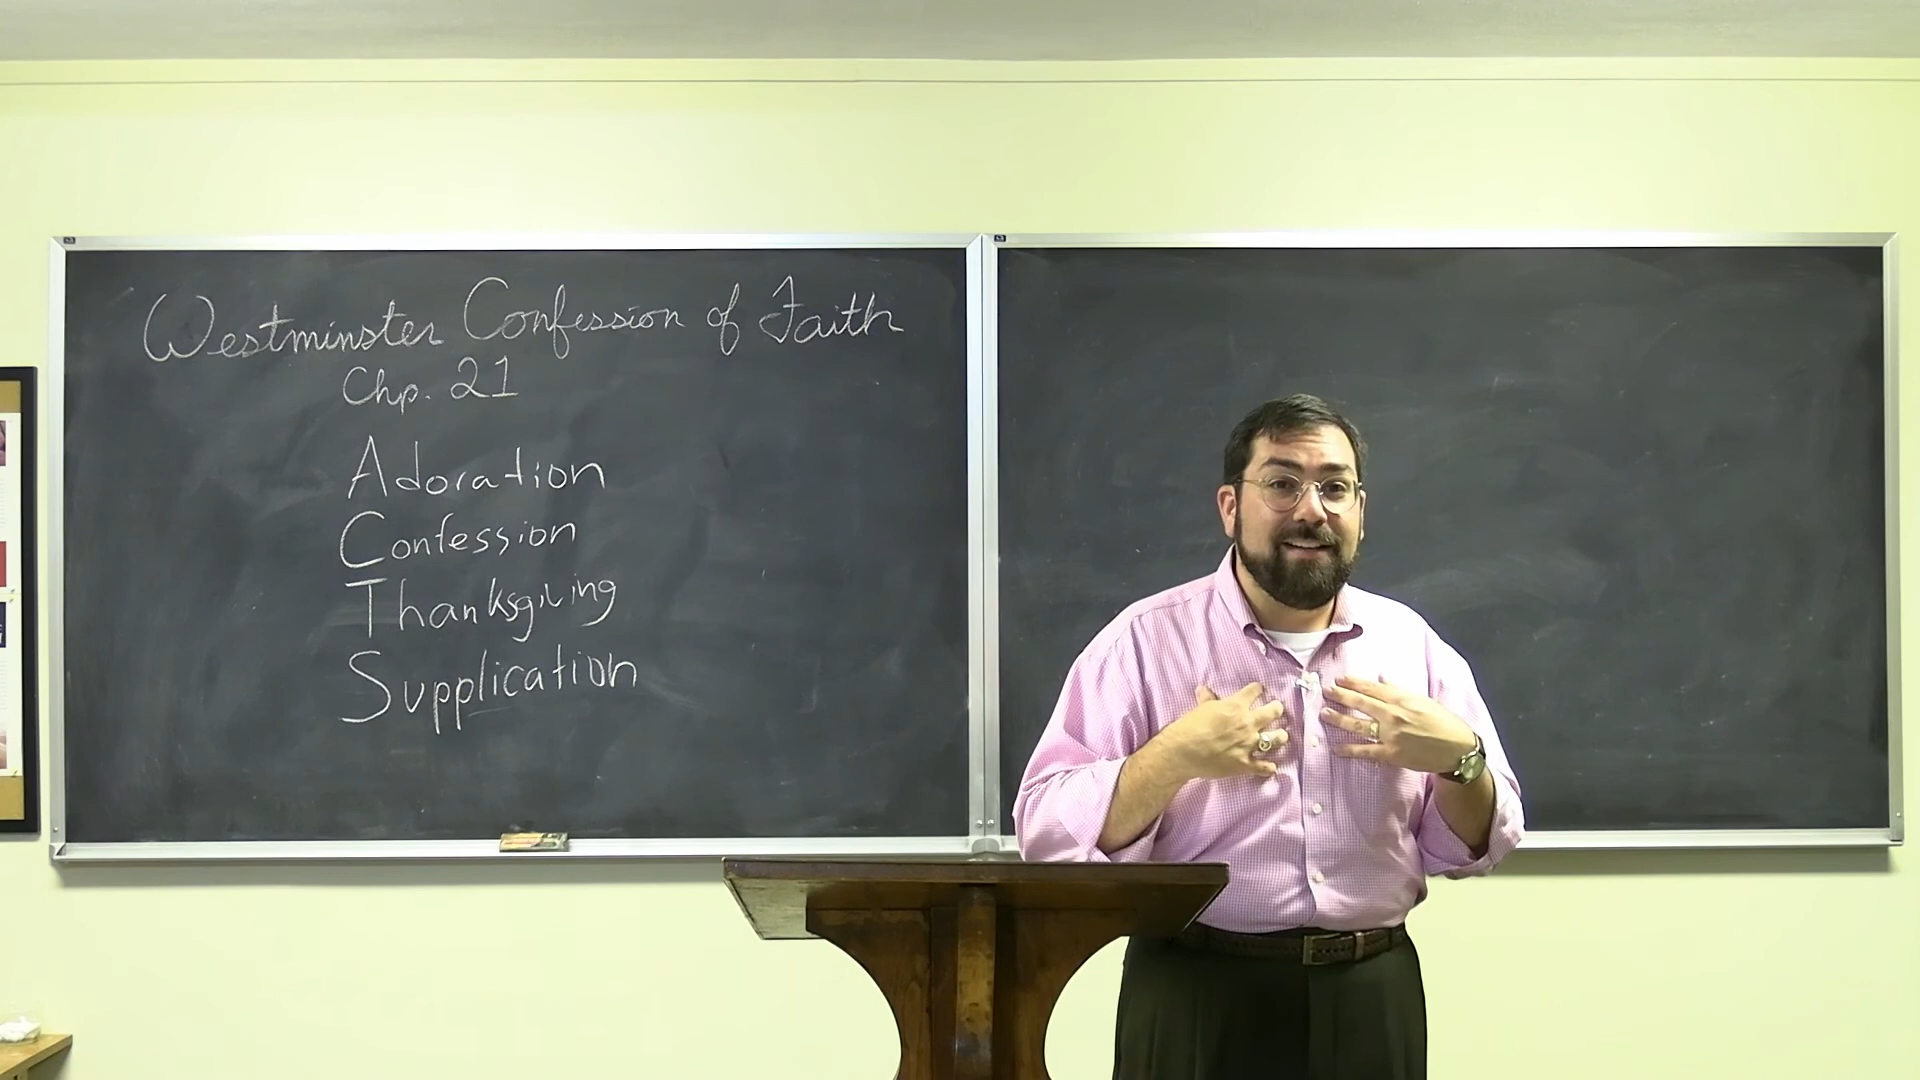 Westminster Confession of Faith
Chp. 21
Adoration
Confession
Thanksgiving
Supplication